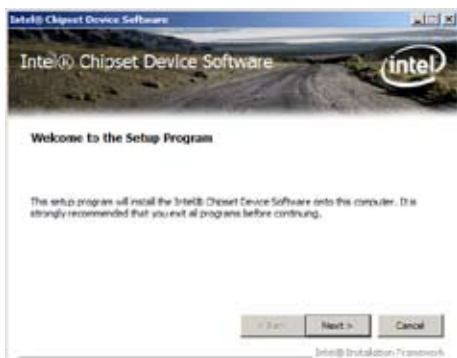 Intel® Chipset Device Software
Intel® Chipset Device Software
intel
Welcome to the Setup Program
This setup program will install the Intel® Chipset Device Software onto this computer. It is
strongly recommended that you exit all programs before continuing.
< Back
Next >
Cancel
Intel® Installation Framework